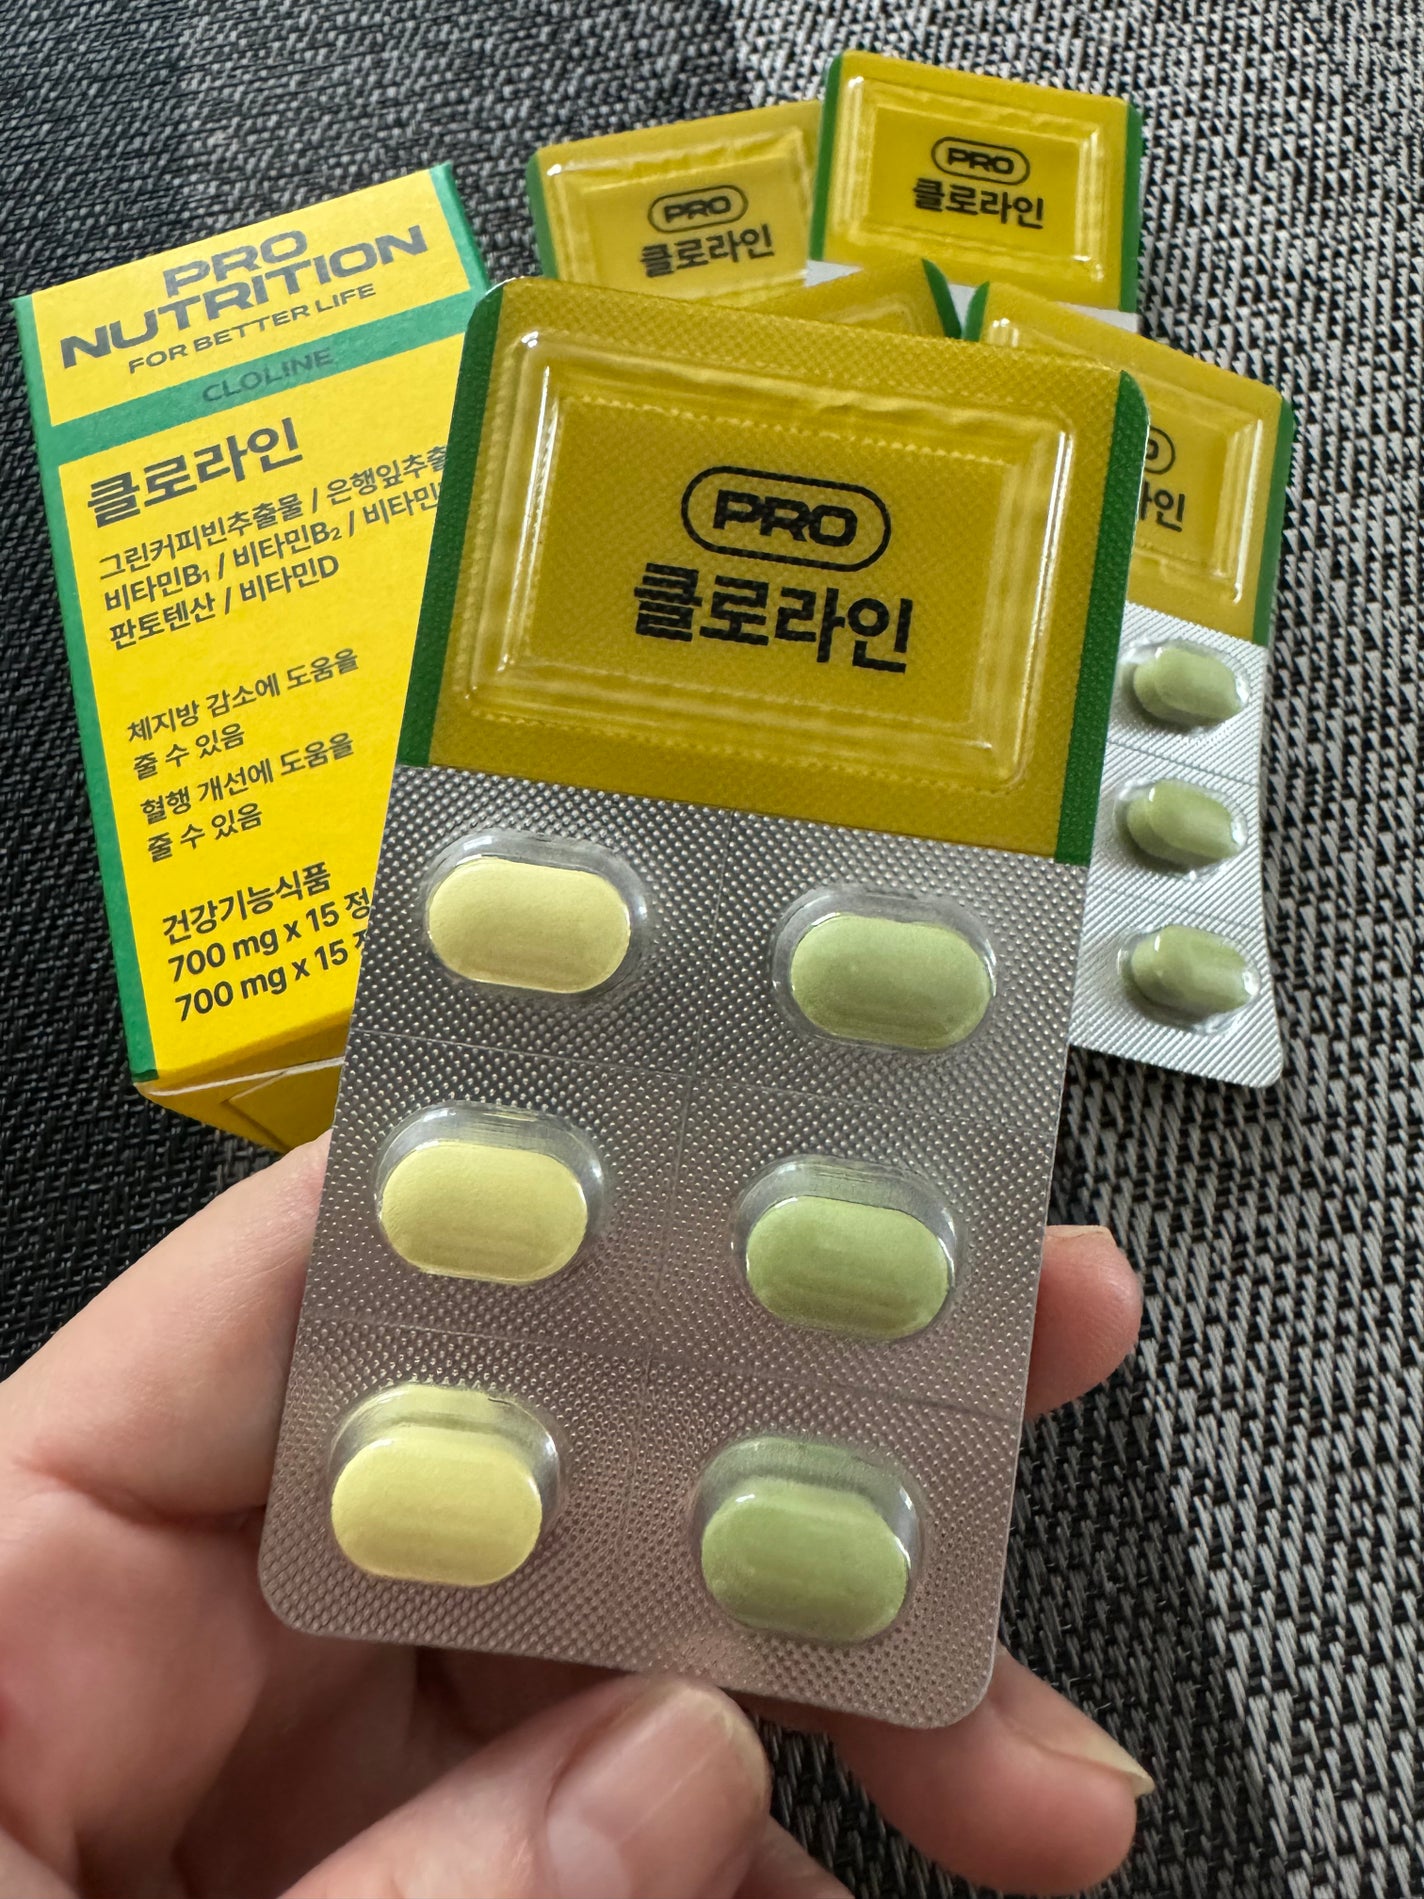 PRO
NUTRITION
FOR BETTER LIFE
CLOLINE
클로라인
그린커피빈추출물 / 은행잎추출
비타민B₁ / 비타민B₂ / 비타민
판토텐산 / 비타민D
체지방 감소에 도움을
줄 수 있음
혈행 개선에 도움을
줄 수 있음
건강기능식품
700 mg x 15 정
700 mg x 15
PRO
클로라인
PRO
클로라인
PRO
클로라인
라인